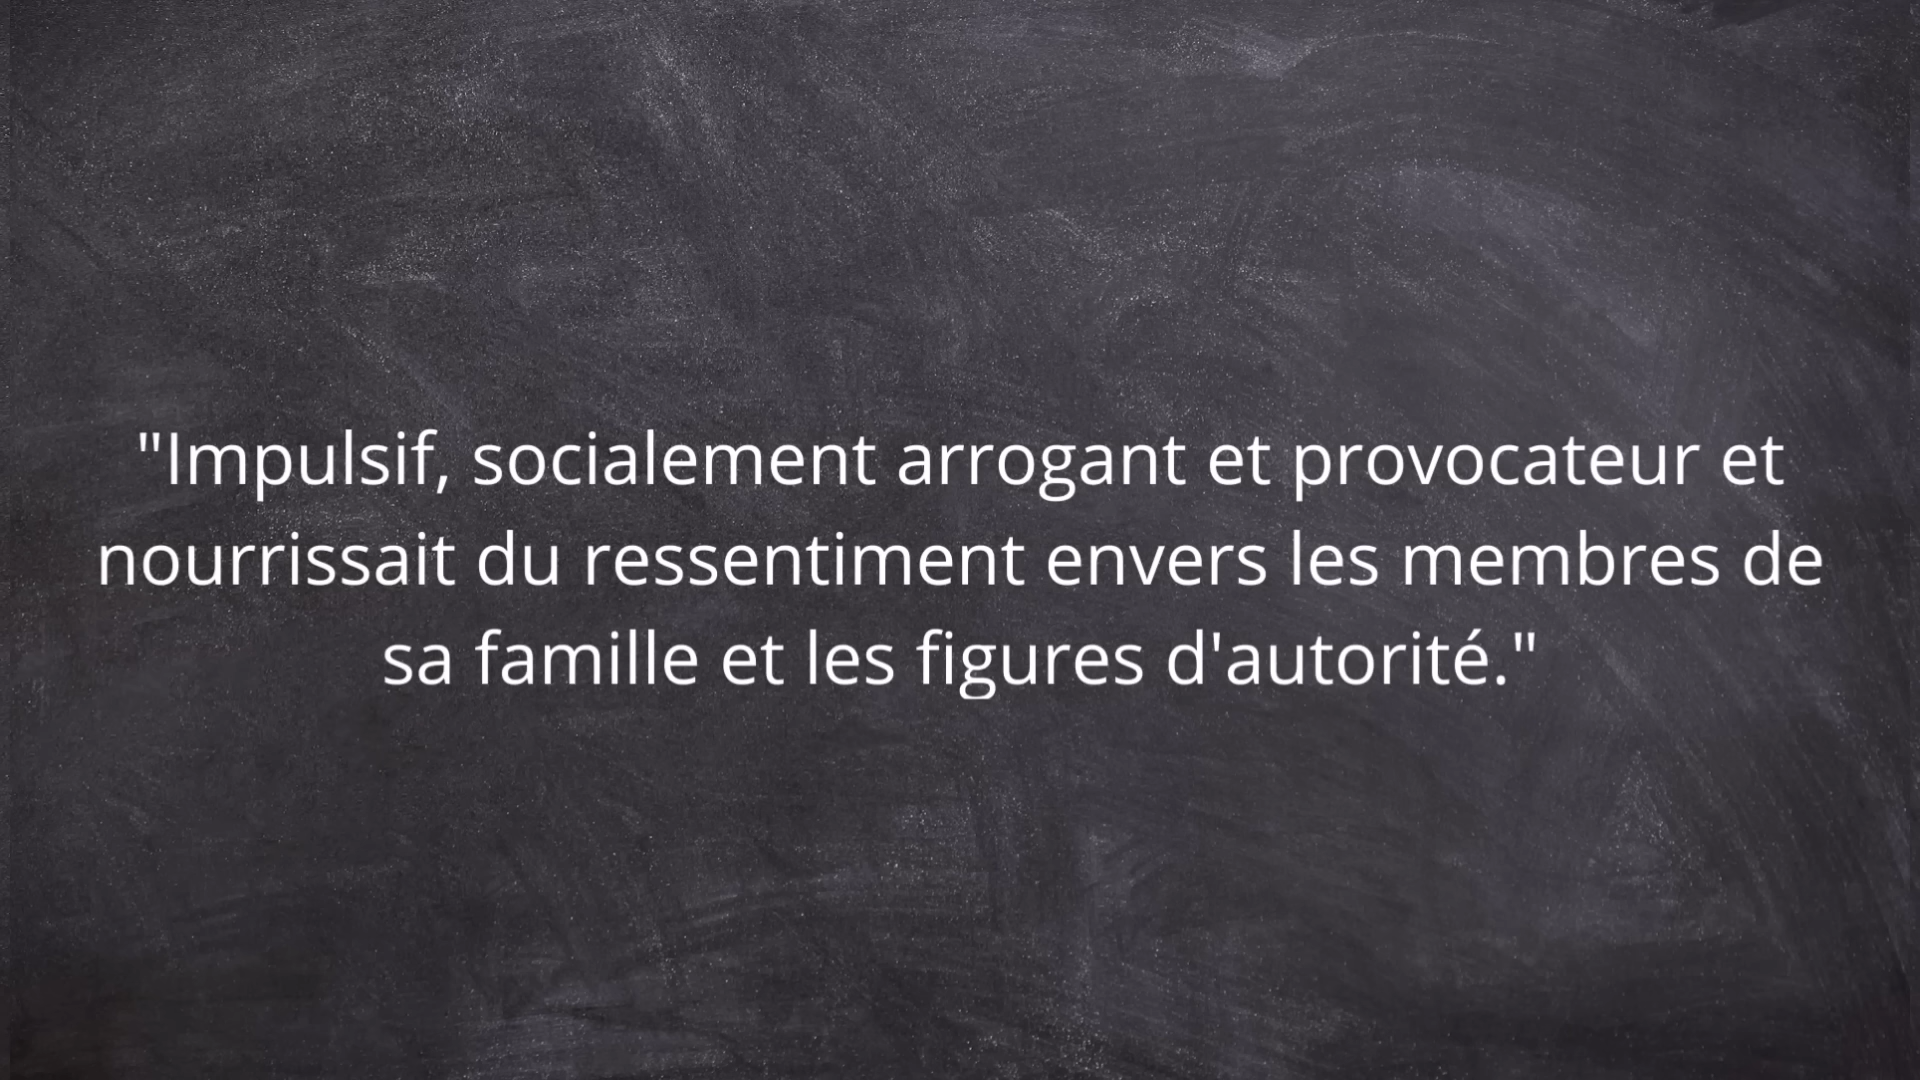 "Impulsif, socialement arrogant et provocateur et
nourrissait du ressentiment envers les membres de
sa famille et les figures d'autorité."